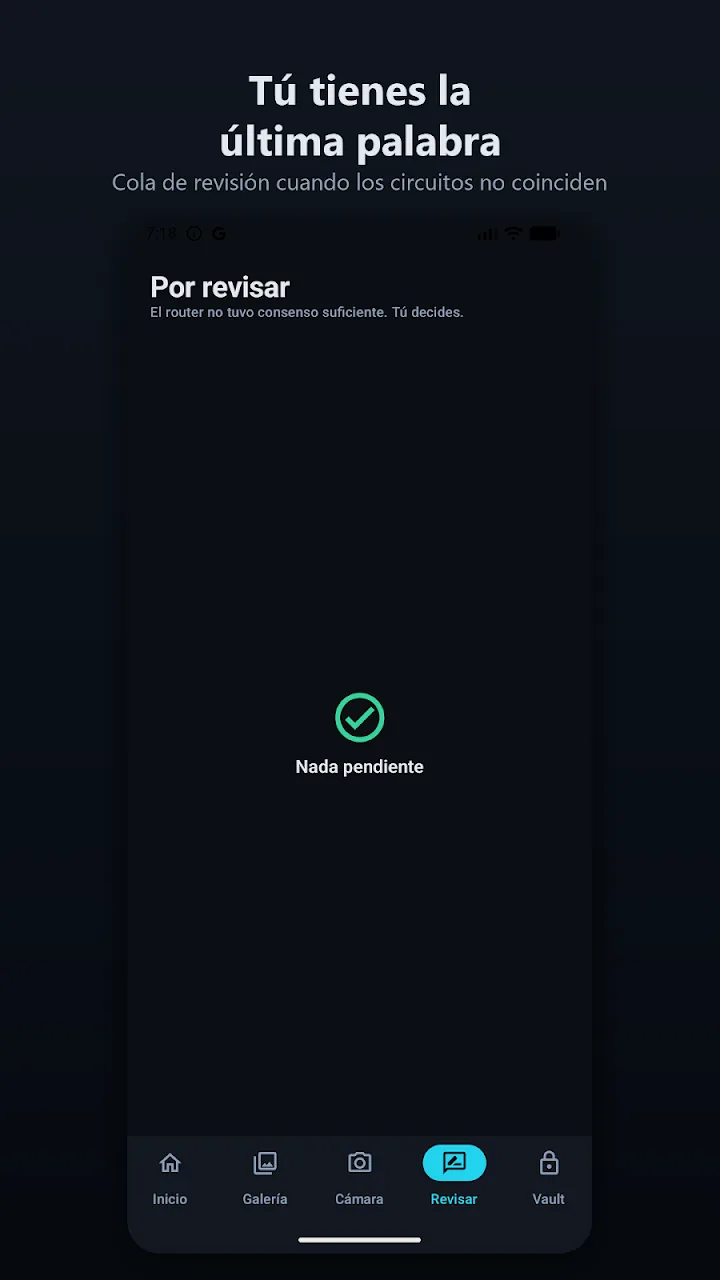 Tú tienes la
última palabra
Cola de revisión cuando los circuitos no coinciden
7:18
Por revisar
El router no tuvo consenso suficiente. Tú decides.
Nada pendiente
Inicio
Galería
Cámara
Revisar
Vault